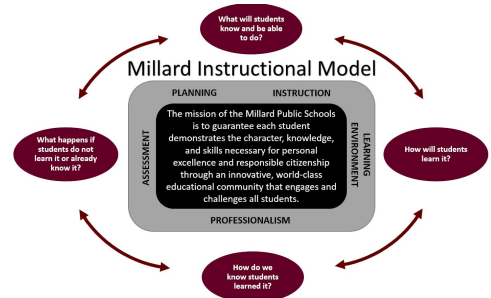 What will students
know and be able
to do?
Millard Instructional Model
PLANNING
INSTRUCTION
ASSESSMENT
The mission of the Millard Public Schools
is to guarantee each student
demonstrates the character, knowledge,
and skills necessary for personal
excellence and responsible citizenship
through an innovative, world-class
educational community that engages and
challenges all students.
LEARNING
ENVIRONMENT
PROFESSIONALISM
What happens if
students do not
learn it or already
know it?
How will students
learn it?
How do we
know students
learned it?